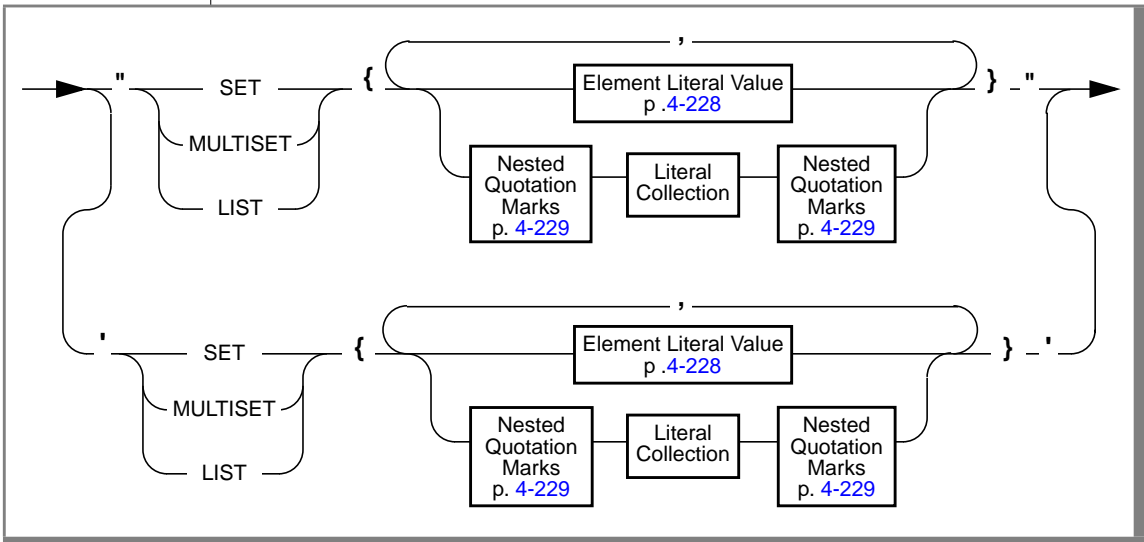 ,
" SET { Element Literal Value } "
p .4-228
MULTISET
LIST
Nested
Quotation
Marks
p. 4-229
Literal
Collection
Nested
Quotation
Marks
p. 4-229
,
' SET { Element Literal Value } '
p .4-228
MULTISET
LIST
Nested
Quotation
Marks
p. 4-229
Literal
Collection
Nested
Quotation
Marks
p. 4-229